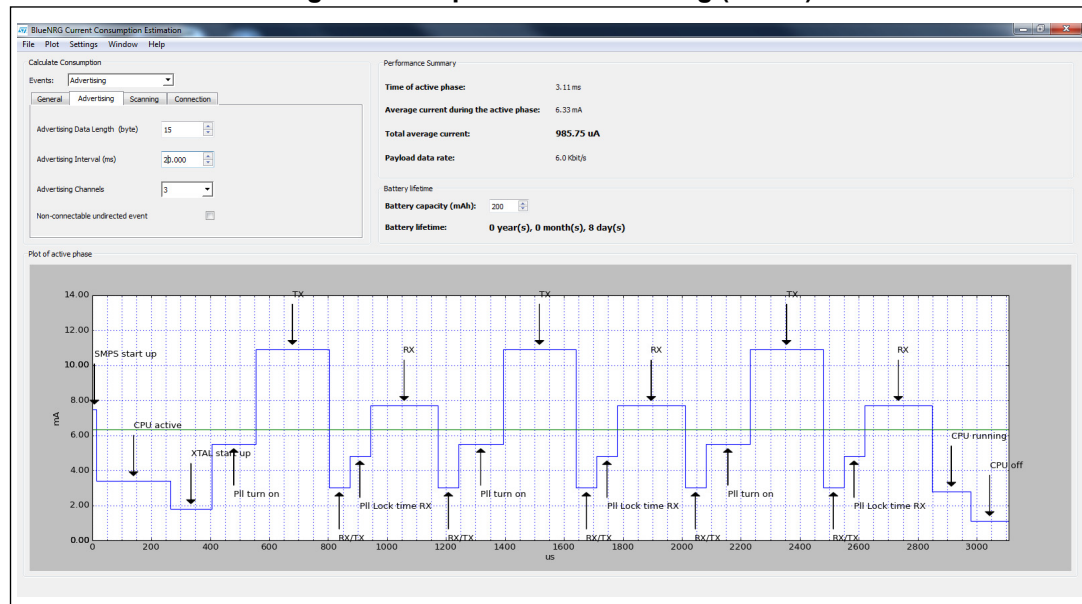 BlueNRG Current Consumption Estimation
File Plot Settings Window Help
Calculate Consumption
Events: Advertising
General Advertising Scanning Connection
Advertising Data Length (byte) 15
Advertising Interval (ms) 20.000
Advertising Channels 3
Non-connectable undirected event
Performance Summary
Time of active phase: 3.11 ms
Average current during the active phase: 6.33 mA
Total average current: 985.75 uA
Payload data rate: 6.0 Kbit/s
Battery lifetime
Battery capacity (mAh): 200
Battery lifetime: 0 year(s), 0 month(s), 8 day(s)
Plot of active phase
TX TX TX
14.00
12.00
RX RX RX
SMPS start up
10.00
8.00
mA
CPU active
6.00
CPU running
XTAL start up
CPU off
4.00
Pll turn on Pll turn on Pll turn on
2.00
Pll Lock time RX Pll Lock time RX Pll Lock time RX
0.00
RX/TX RX/TX RX/TX RX/TX RX/TX
0 200 400 600 800 1000 1200 1400 1600 1800 2000 2200 2400 2600 2800 3000
us